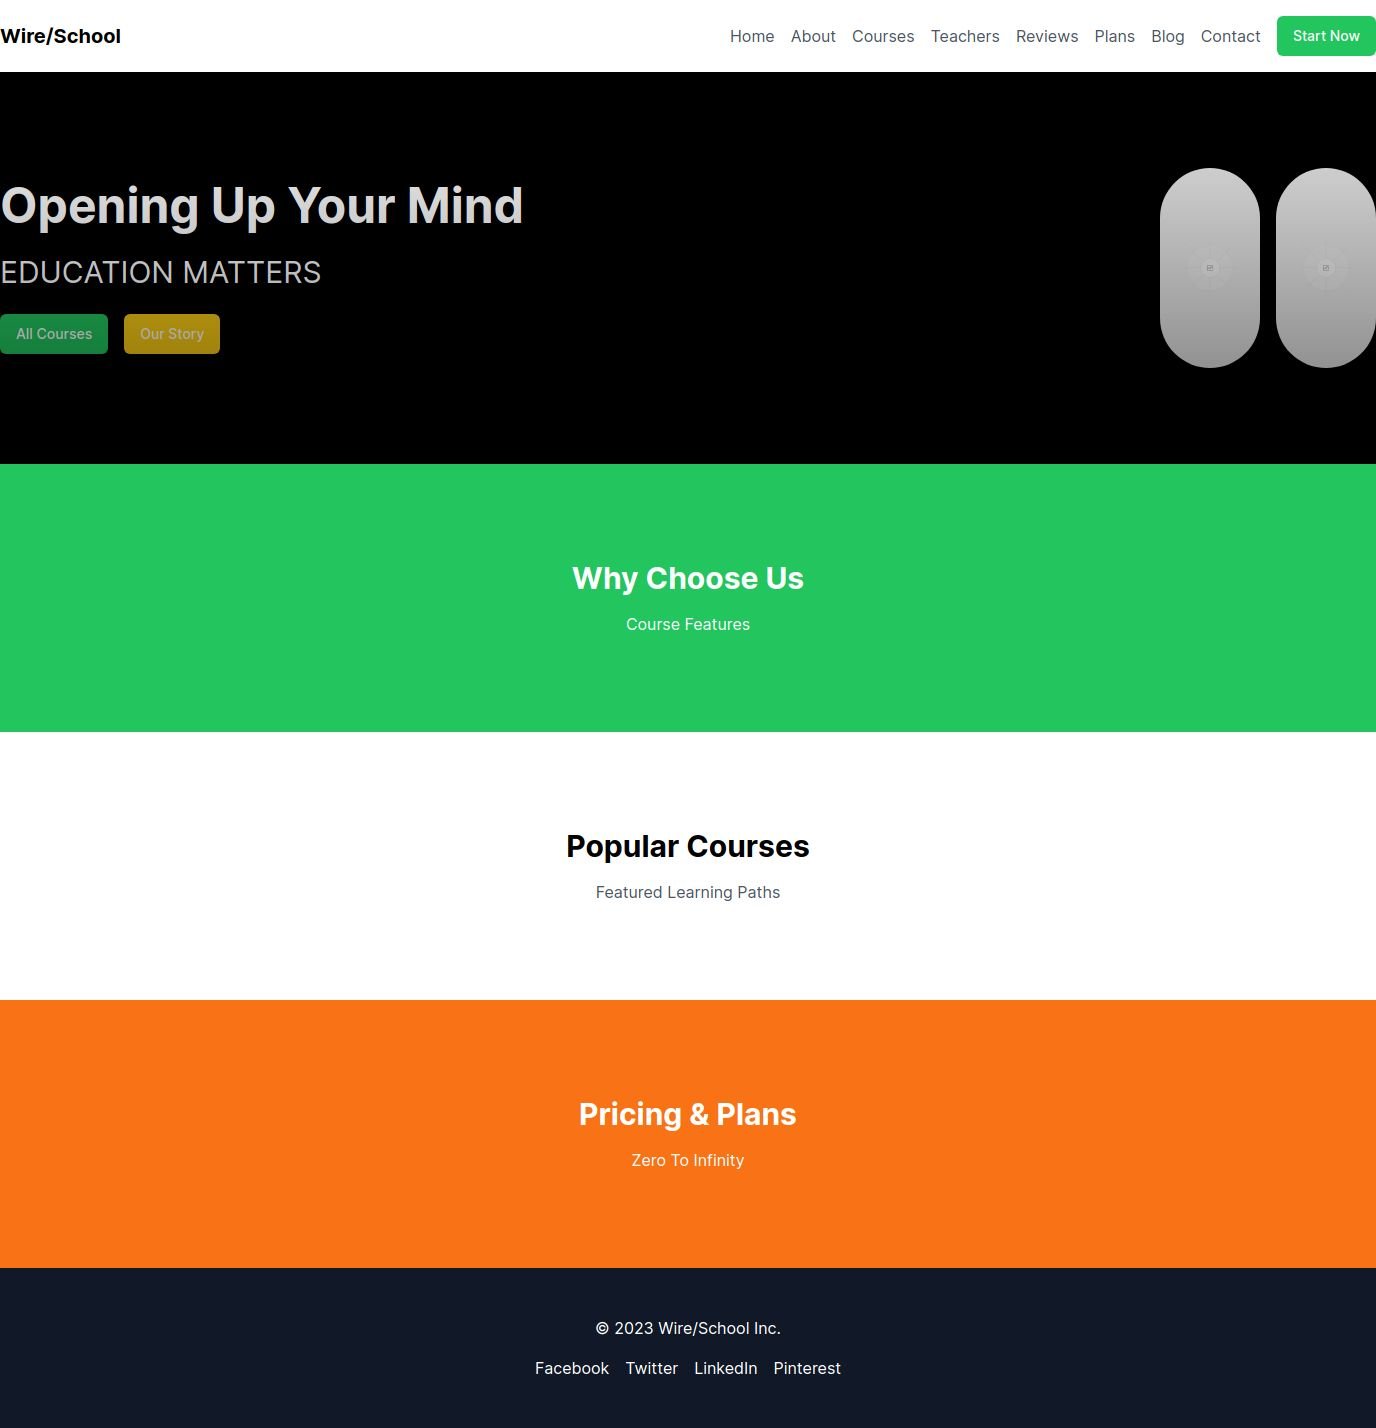 Wire/School
Home About Courses Teachers Reviews Plans Blog Contact Start Now
Opening Up Your Mind
EDUCATION MATTERS
All Courses Our Story
Why Choose Us
Course Features
Popular Courses
Featured Learning Paths
Pricing & Plans
Zero To Infinity
© 2023 Wire/School Inc.
Facebook Twitter LinkedIn Pinterest